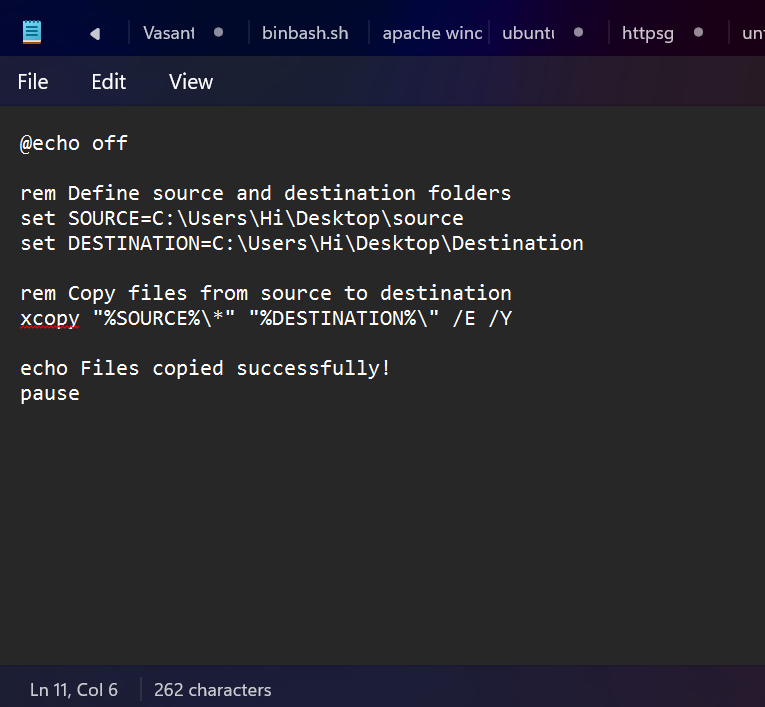 Vasant
binbash.sh
apache winc
ubuntu
httpsg
File Edit View
@echo off
rem Define source and destination folders
set SOURCE=C:\Users\Hi\Desktop\source
set DESTINATION=C:\Users\Hi\Desktop\Destination
rem Copy files from source to destination
xcopy "%SOURCE%\*" "%DESTINATION%\" /E /Y
echo Files copied successfully!
pause
Ln 11, Col 6
262 characters